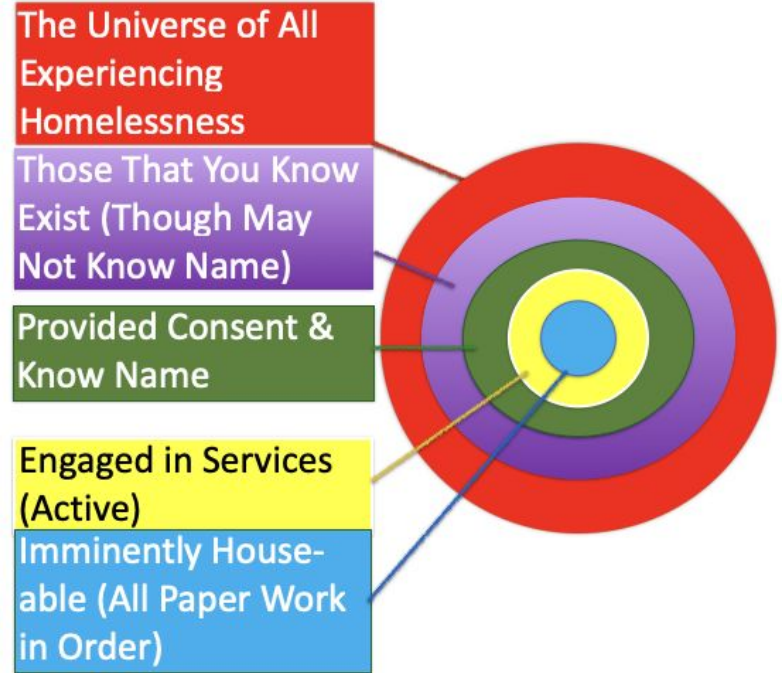 The Universe of All
Experiencing
Homelessness
Those That You Know
Exist (Though May
Not Know Name)
Provided Consent &
Know Name
Engaged in Services
(Active)
Imminently House-
able (All Paper Work
in Order)